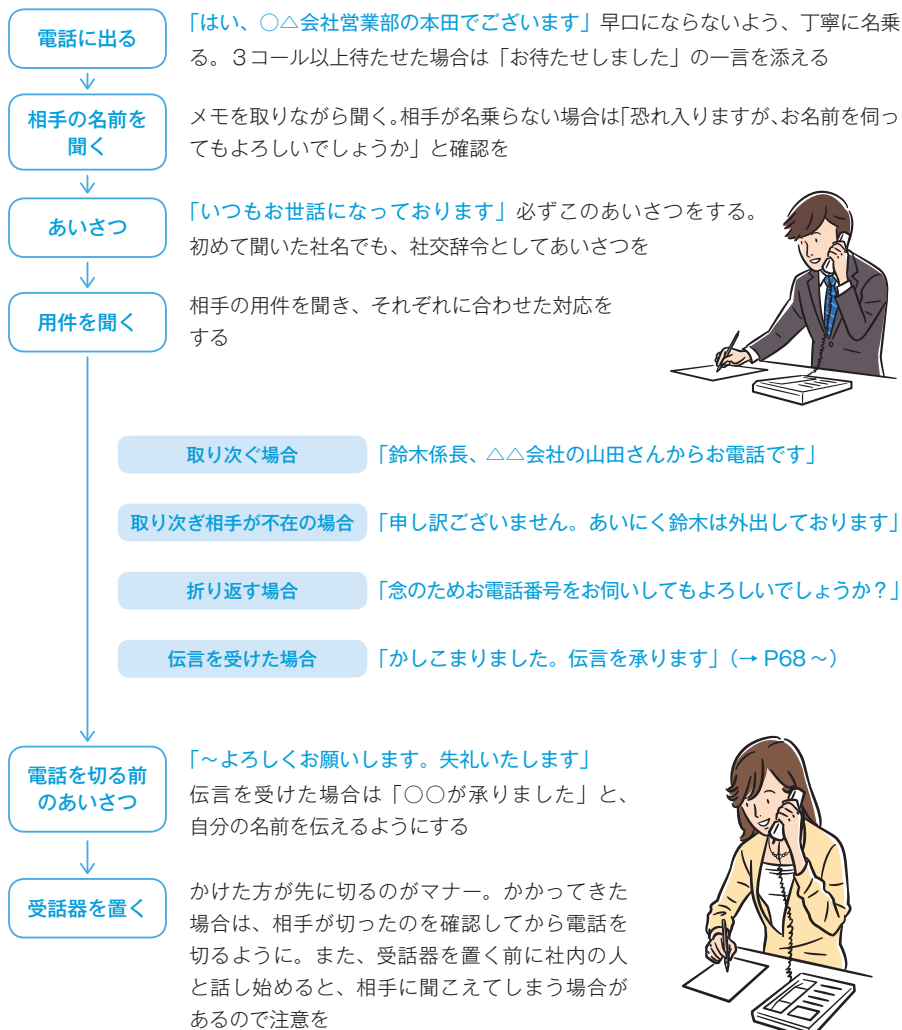 電話に出る
「はい、○△会社営業部の本田でございます」早口にならないよう、丁寧に名乗
る。３コール以上待たせた場合は「お待たせしました」の一言を添える
相手の名前を
聞く
メモを取りながら聞く。相手が名乗らない場合は「恐れ入りますが、お名前を伺っ
てもよろしいでしょうか」と確認を
あいさつ
「いつもお世話になっております」必ずこのあいさつをする。
初めて聞いた社名でも、社交辞令としてあいさつを
用件を聞く
相手の用件を聞き、それぞれに合わせた対応を
する
取り次ぐ場合
「鈴木係長、△△会社の山田さんからお電話です」
取り次ぎ相手が不在の場合
「申し訳ございません。あいにく鈴木は外出しております」
折り返す場合
「念のためお電話番号をお伺いしてもよろしいでしょうか？」
伝言を受けた場合
「かしこまりました。伝言を承ります」（→ P68 ～）
電話を切る前
のあいさつ
「～よろしくお願いします。失礼いたします」
伝言を受けた場合は「○○が承りました」と、
自分の名前を伝えるようにする
受話器を置く
かけた方が先に切るのがマナー。かかってきた
場合は、相手が切ったのを確認してから電話を
切るように。また、受話器を置く前に社内の人
と話し始めると、相手に聞こえてしまう場合が
あるので注意を